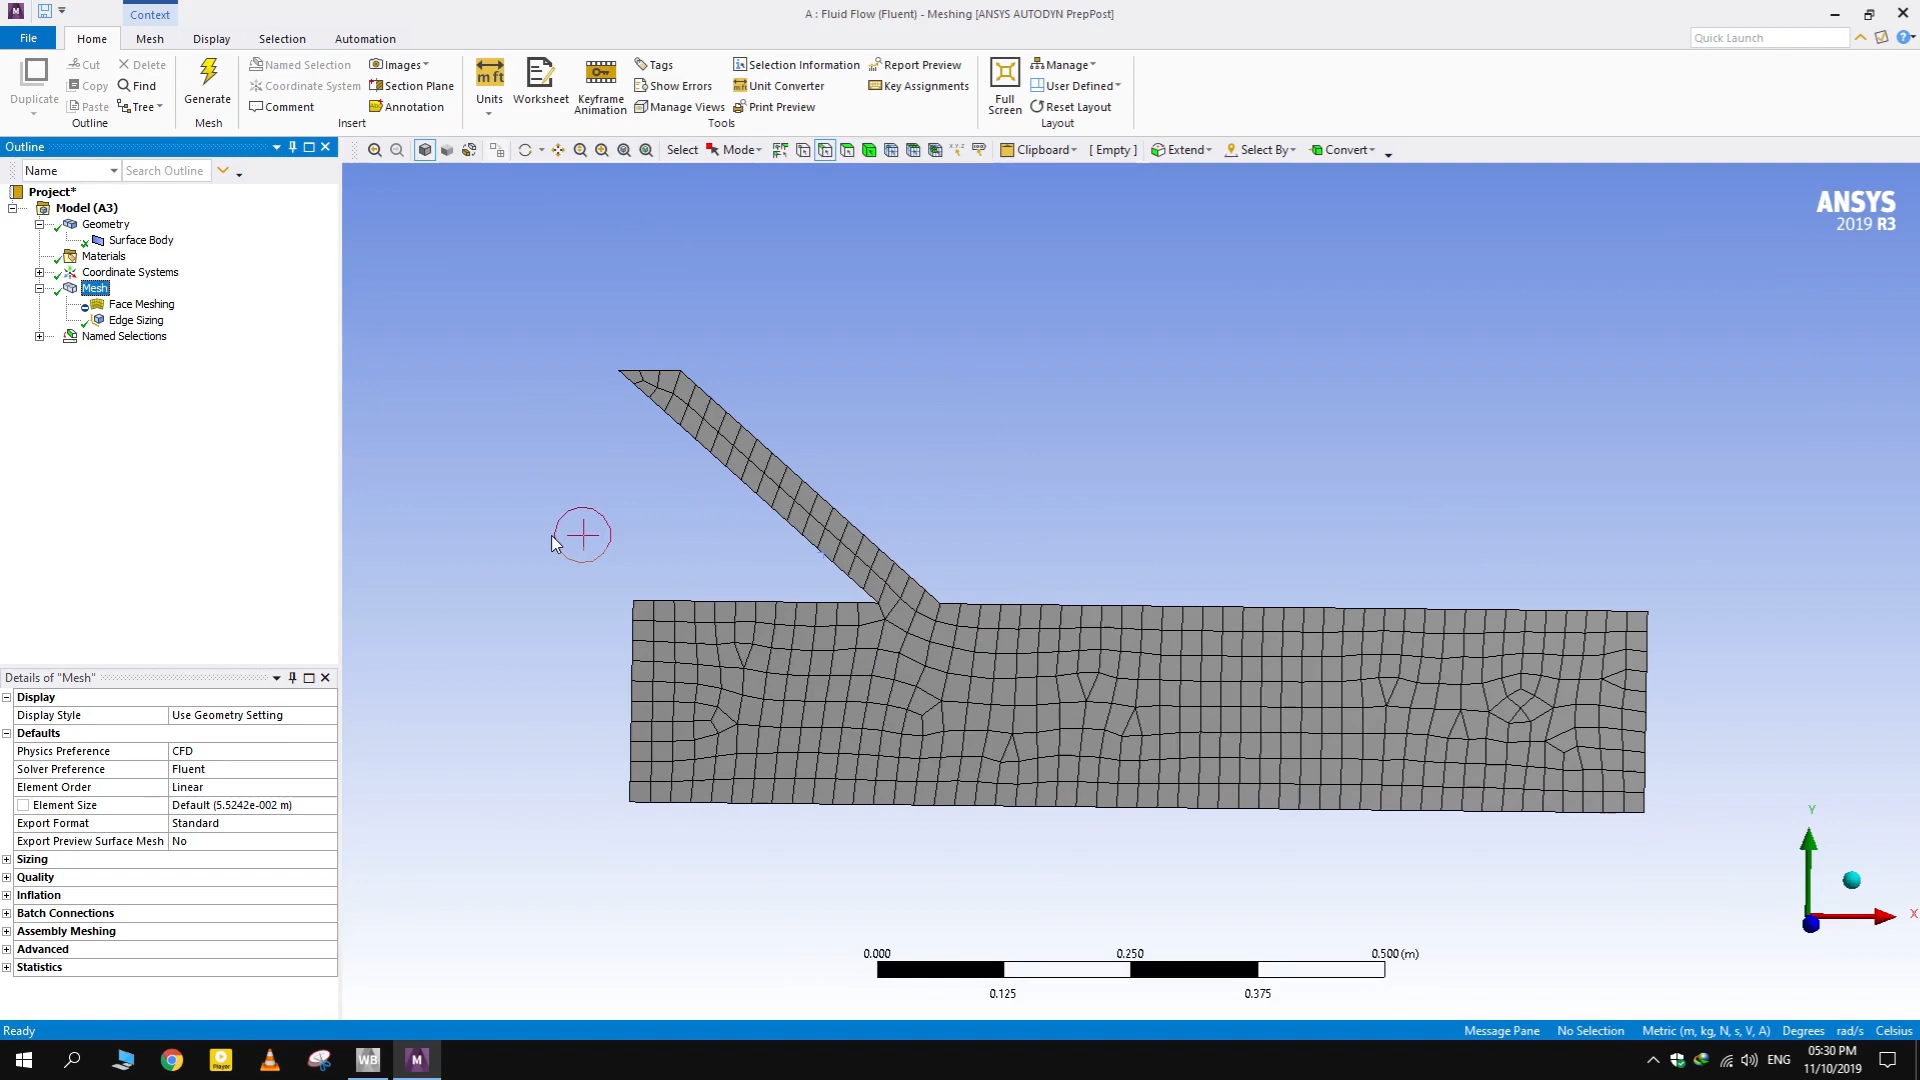 Context
A : Fluid Flow (Fluent) - Meshing [ANSYS AUTODYN PrepPost]
File Home Mesh Display Selection Automation
Quick Launch
Duplicate
Cut
Copy
Paste
Delete
Find
Tree
Outline
Generate
Mesh
Named Selection
Coordinate System
Comment
Images
Section Plane
Annotation
Insert
Units
Worksheet
Keyframe
Animation
Tags
Show Errors
Manage Views
Selection Information
Unit Converter
Print Preview
Report Preview
Key Assignments
Tools
Full
Screen
Manage
User Defined
Reset Layout
Layout
Outline
Select Mode Clipboard [ Empty ] Extend Select By Convert
Name Search Outline
Project*
Model (A3)
Geometry
Surface Body
Materials
Coordinate Systems
Mesh
Face Meshing
Edge Sizing
Named Selections
ANSYS
2019 R3
Details of "Mesh"
Display
Display Style Use Geometry Setting
Defaults
Physics Preference CFD
Solver Preference Fluent
Element Order Linear
Element Size Default (5.5242e-002 m)
Export Format Standard
Export Preview Surface Mesh No
Sizing
Quality
Inflation
Batch Connections
Assembly Meshing
Advanced
Statistics
Y
X
0.000 0.250 0.500 (m)
0.125 0.375
Ready
Message Pane No Selection Metric (m, kg, N, s, V, A) Degrees rad/s Celsius
WB M
ENG
05:30 PM
11/10/2019